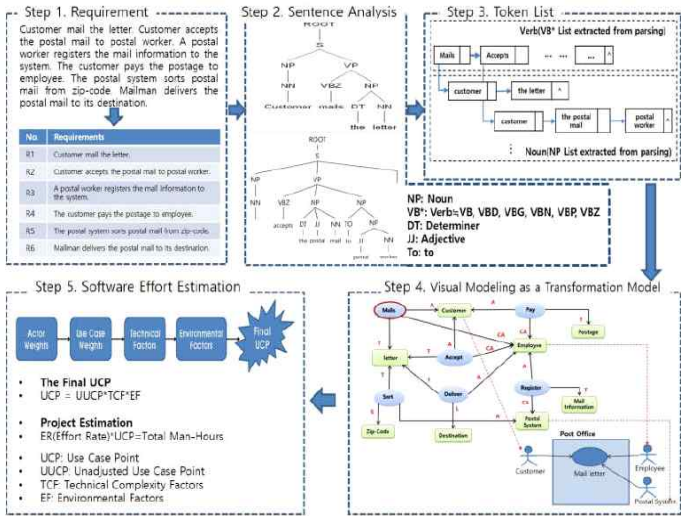 Step 1. Requirement
Customer mail the letter. Customer accepts
the postal mail to postal worker. A postal
worker registers the mail information to
the system. The customer pays the postage to
employee. The postal system sorts postal
mail from zip-code. Mailman delivers the
postal mail to its destination.
No. Requirements
R1 Customer mail the letter.
R2 Customer accepts the postal mail to postal worker.
R3 A postal worker registers the mail information to
the system.
R4 The customer pays the postage to employee.
R5 The postal system sorts postal mail from zip-code.
R6 Mailman delivers the postal mail to its destination.
Step 2. Sentence Analysis
ROOT
S
NP VP
NN VBZ NP
Customer mails DT NN
the letter
ROOT
S
NP VP
NN VBZ NP NP
accepts DT JJ NN TO NP
the postal mail to JJ NN
postal worker
NP: Noun
VB*: Verb≒VB, VBD, VBG, VBN, VBP, VBZ
DT: Determiner
JJ: Adjective
To: to
Step 3. Token List
Verb(VB* List extracted from parsing)
Mails Accepts ... ... ... ^
customer the letter ^
customer the postal mail postal worker ^
⋮ Noun(NP List extracted from parsing)
Step 4. Visual Modeling as a Transformation Model
Mails
Customer
Pay
Postage
letter
Accept
Employee
Sort
Deliver
Register
Mail Information
Zip-Code
Destination
Postal System
Post Office
Customer
Mail letter
Employee
Postal System
Step 5. Software Effort Estimation
Actor Weights
Use Case Weights
Technical Factors
Environmental Factors
Final UCP
• The Final UCP
• UCP = UUCP*TCF*EF
• Project Estimation
• ER(Effort Rate)*UCP=Total Man-Hours
• UCP: Use Case Point
• UUCP: Unadjusted Use Case Point
• TCF: Technical Complexity Factors
• EF: Environmental Factors